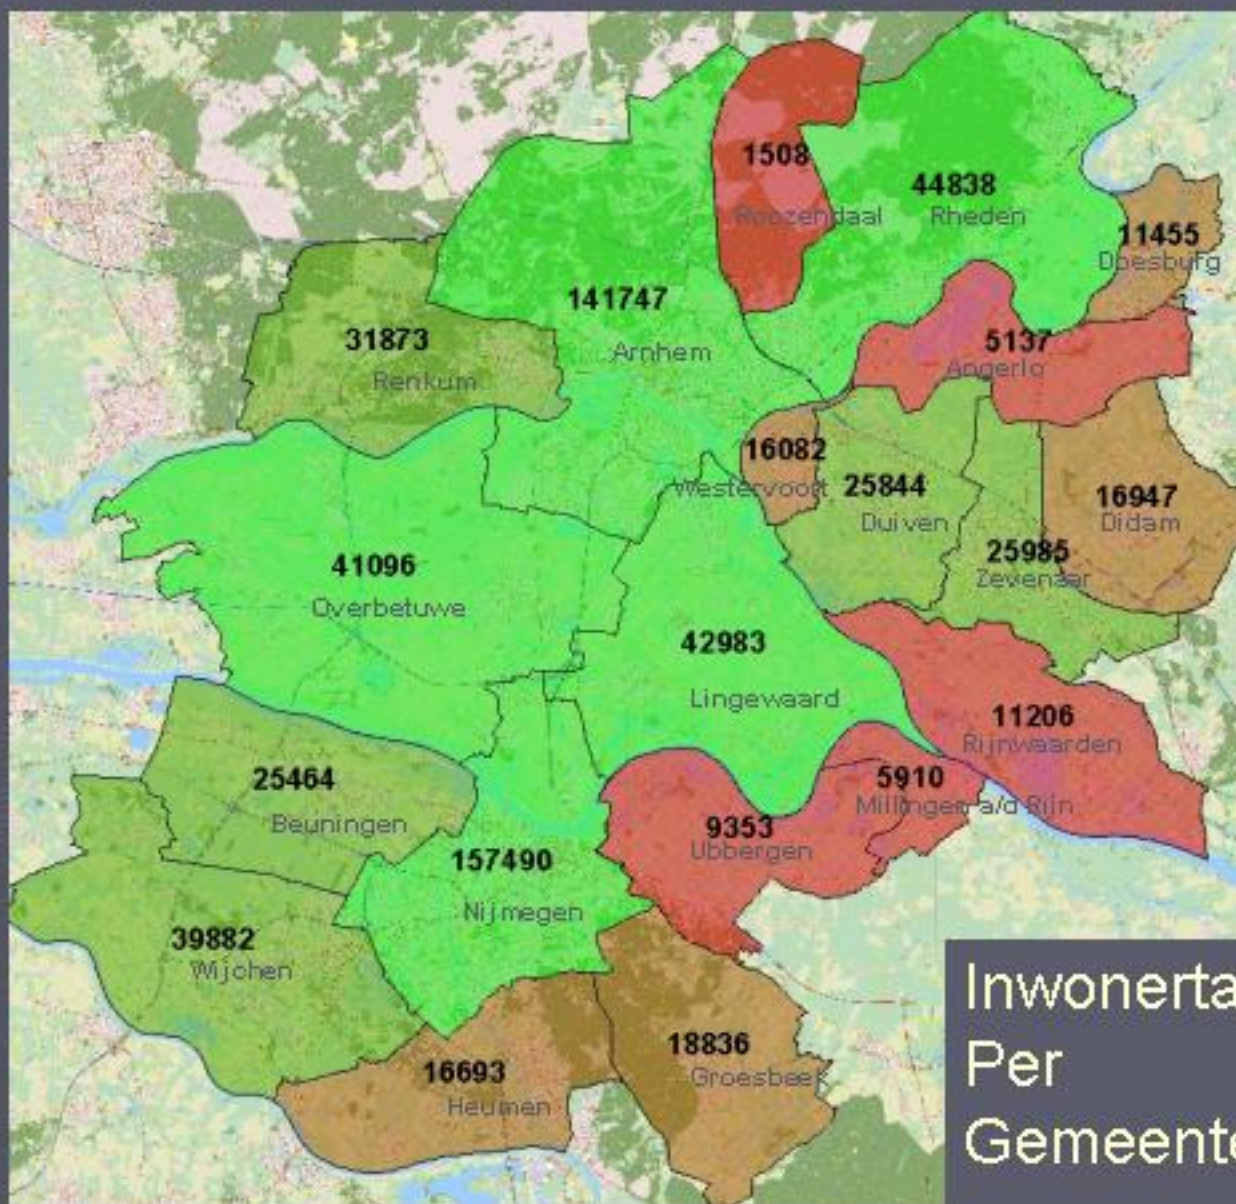 1508
Roozendaal
44838
Rheden
11455
Doesburg
141747
Arnhem
31873
Renkum
5137
Angerlo
16082
Westervoort
25844
Duiven
16947
Didam
25985
Zevenaar
41096
Overbetuwe
42983
Lingewaard
11206
Rijnwaarden
5910
Millingen a/d Rijn
25464
Beuningen
9353
Ubbergen
157490
Nijmegen
39882
Wijchen
16693
Heumen
18836
Groesbeek
Inwonerta
Per
Gemeente